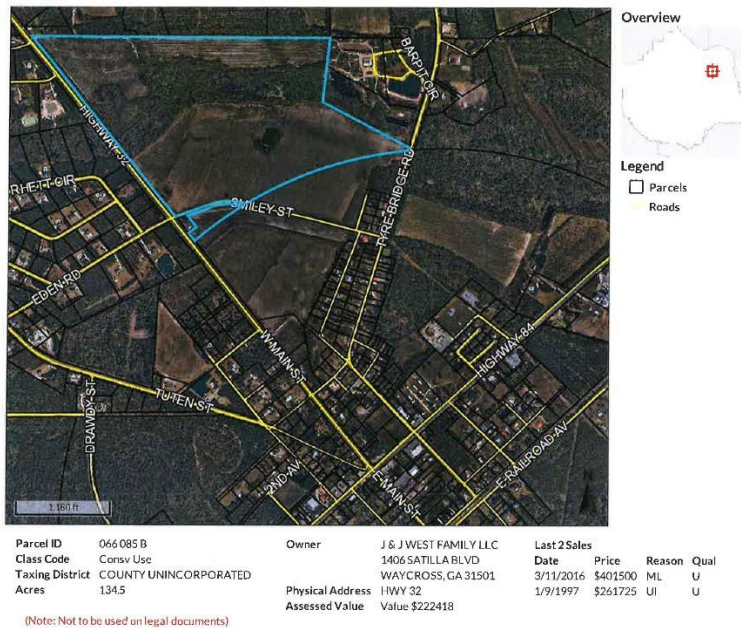 Overview
BARPIT CIR
HIGHWAY 32
TYRE BRIDGE RD
RHETT CIR
SMILEY ST
EDEN RD
HIGHWAY 84
W MAIN ST
TUTEN ST
DRAWDY ST
2ND AV
E MAIN ST
E RAILROAD AV
1,180 ft
Legend
Parcels
Roads
Parcel ID 066 085 B
Class Code Consv Use
Taxing District COUNTY UNINCORPORATED
Acres 134.5
(Note: Not to be used on legal documents)
Owner J & J WEST FAMILY LLC
1406 SATILLA BLVD
WAYCROSS, GA 31501
Physical Address HWY 32
Assessed Value Value $222418
Last 2 Sales
Date Price Reason Qual
3/11/2016 $401500 ML U
1/9/1997 $261725 UI U